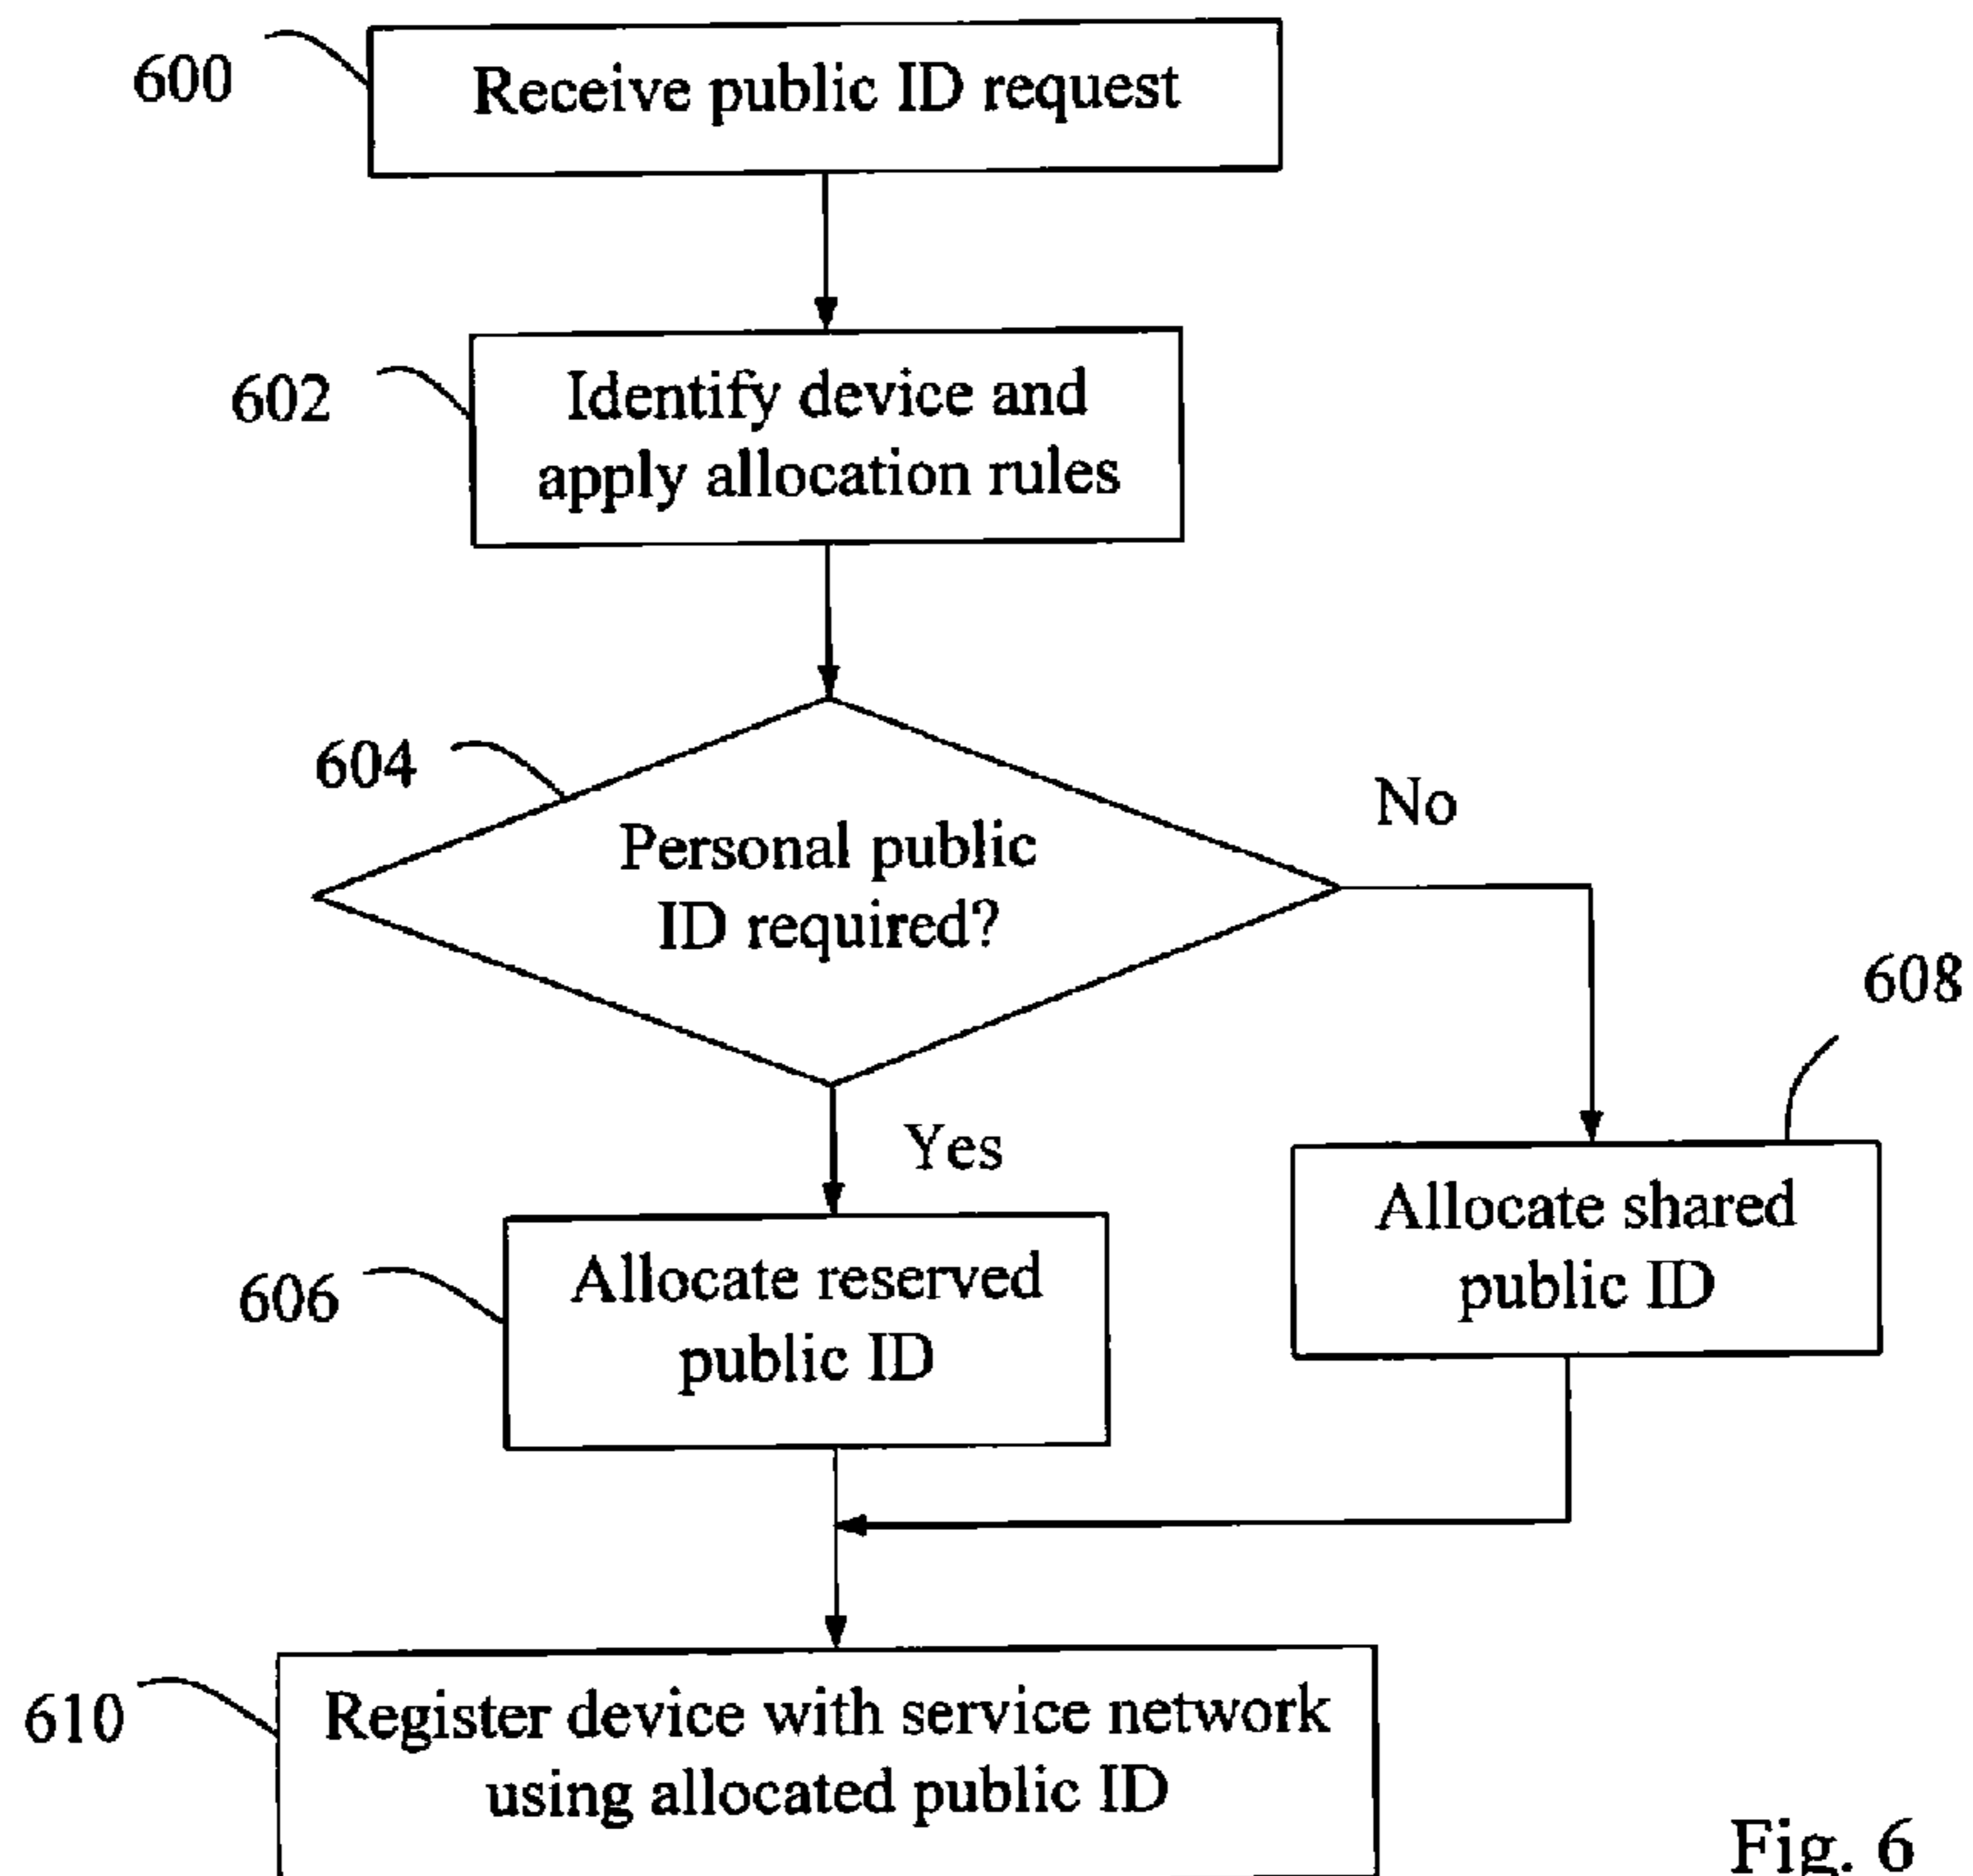 600
Receive public ID request
602
Identify device and
apply allocation rules
604
Personal public
ID required?
No
608
Yes
Allocate shared
public ID
606
Allocate reserved
public ID
610
Register device with service network
using allocated public ID
Fig. 6